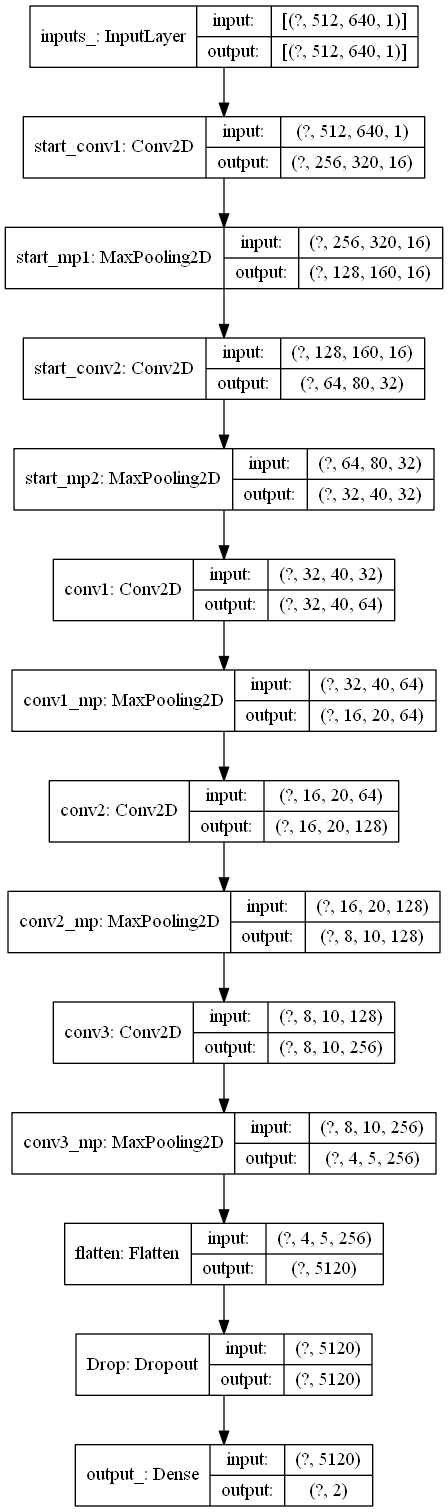 inputs_: InputLayer
input: [(?, 512, 640, 1)]
output: [(?, 512, 640, 1)]
start_conv1: Conv2D
input: (?, 512, 640, 1)
output: (?, 256, 320, 16)
start_mp1: MaxPooling2D
input: (?, 256, 320, 16)
output: (?, 128, 160, 16)
start_conv2: Conv2D
input: (?, 128, 160, 16)
output: (?, 64, 80, 32)
start_mp2: MaxPooling2D
input: (?, 64, 80, 32)
output: (?, 32, 40, 32)
conv1: Conv2D
input: (?, 32, 40, 32)
output: (?, 32, 40, 64)
conv1_mp: MaxPooling2D
input: (?, 32, 40, 64)
output: (?, 16, 20, 64)
conv2: Conv2D
input: (?, 16, 20, 64)
output: (?, 16, 20, 128)
conv2_mp: MaxPooling2D
input: (?, 16, 20, 128)
output: (?, 8, 10, 128)
conv3: Conv2D
input: (?, 8, 10, 128)
output: (?, 8, 10, 256)
conv3_mp: MaxPooling2D
input: (?, 8, 10, 256)
output: (?, 4, 5, 256)
flatten: Flatten
input: (?, 4, 5, 256)
output: (?, 5120)
Drop: Dropout
input: (?, 5120)
output: (?, 5120)
output_: Dense
input: (?, 5120)
output: (?, 2)